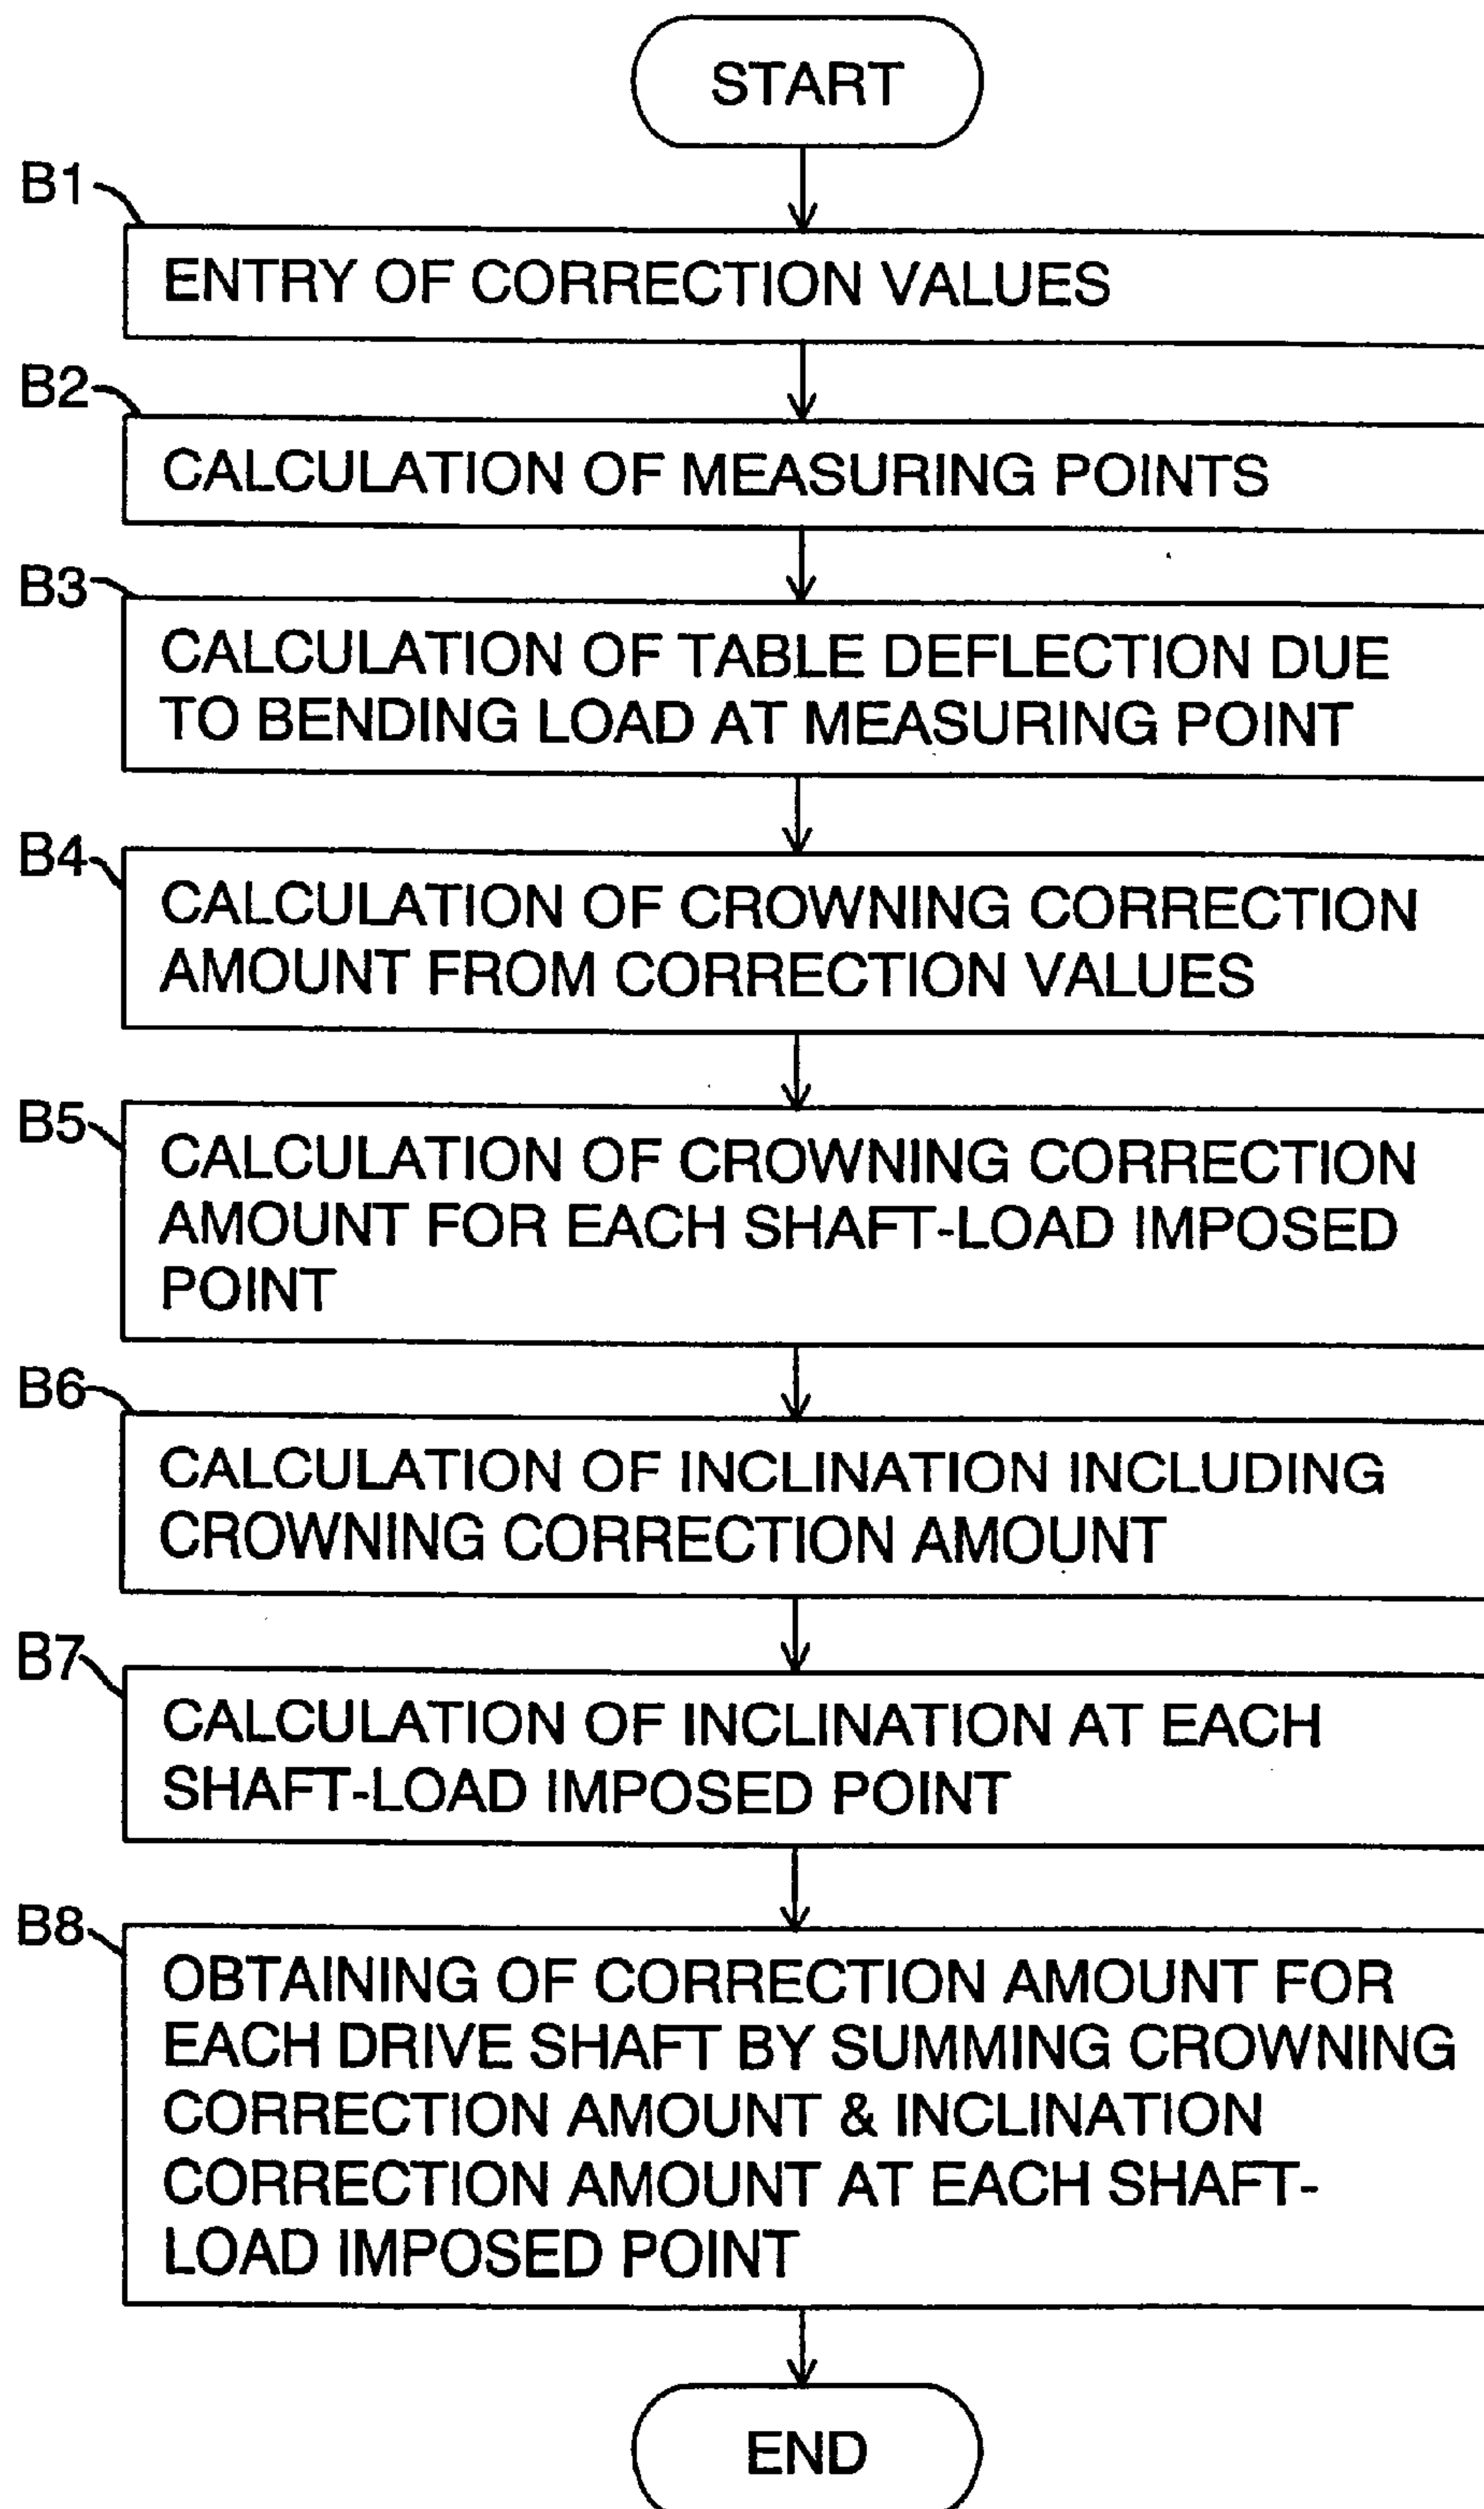 START
B1
ENTRY OF CORRECTION VALUES
B2
CALCULATION OF MEASURING POINTS
B3
CALCULATION OF TABLE DEFLECTION DUE
TO BENDING LOAD AT MEASURING POINT
B4
CALCULATION OF CROWNING CORRECTION
AMOUNT FROM CORRECTION VALUES
B5
CALCULATION OF CROWNING CORRECTION
AMOUNT FOR EACH SHAFT-LOAD IMPOSED
POINT
B6
CALCULATION OF INCLINATION INCLUDING
CROWNING CORRECTION AMOUNT
B7
CALCULATION OF INCLINATION AT EACH
SHAFT-LOAD IMPOSED POINT
B8
OBTAINING OF CORRECTION AMOUNT FOR
EACH DRIVE SHAFT BY SUMMING CROWNING
CORRECTION AMOUNT & INCLINATION
CORRECTION AMOUNT AT EACH SHAFT-
LOAD IMPOSED POINT
END